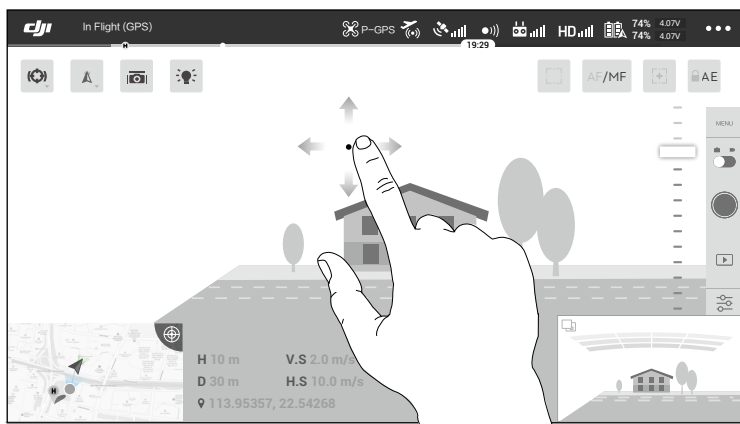 dji In Flight (GPS) P-GPS HD 74% 4.07V
74% 4.07V
H 19:29
AF/MF AE
MENU
H 10 m V.S 2.0 m/s
D 30 m H.S 10.0 m/s
H
113.95357, 22.54268